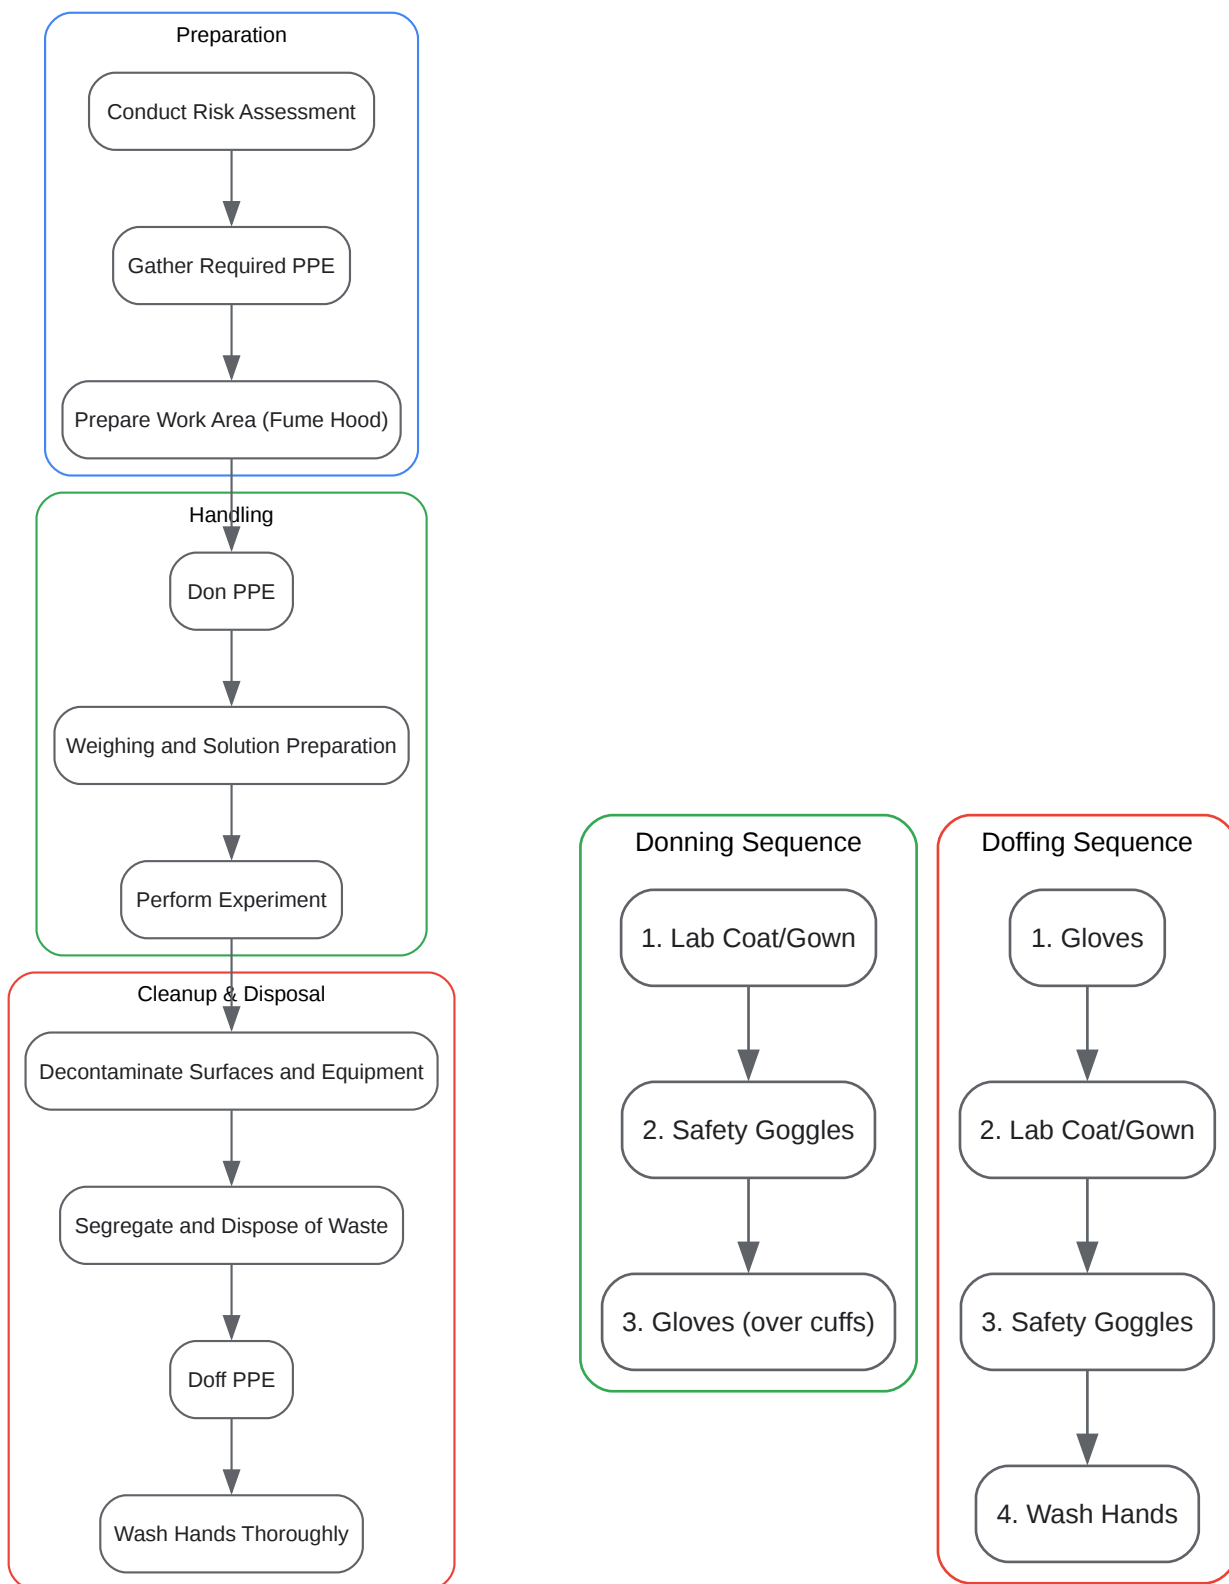 Preparation
Conduct Risk Assessment
Gather Required PPE
Prepare Work Area (Fume Hood)
Handling
Don PPE
Weighing and Solution Preparation
Perform Experiment
Cleanup & Disposal
Decontaminate Surfaces and Equipment
Segregate and Dispose of Waste
Doff PPE
Wash Hands Thoroughly
Donning Sequence
1. Lab Coat/Gown
2. Safety Goggles
3. Gloves (over cuffs)
Doffing Sequence
1. Gloves
2. Lab Coat/Gown
3. Safety Goggles
4. Wash Hands